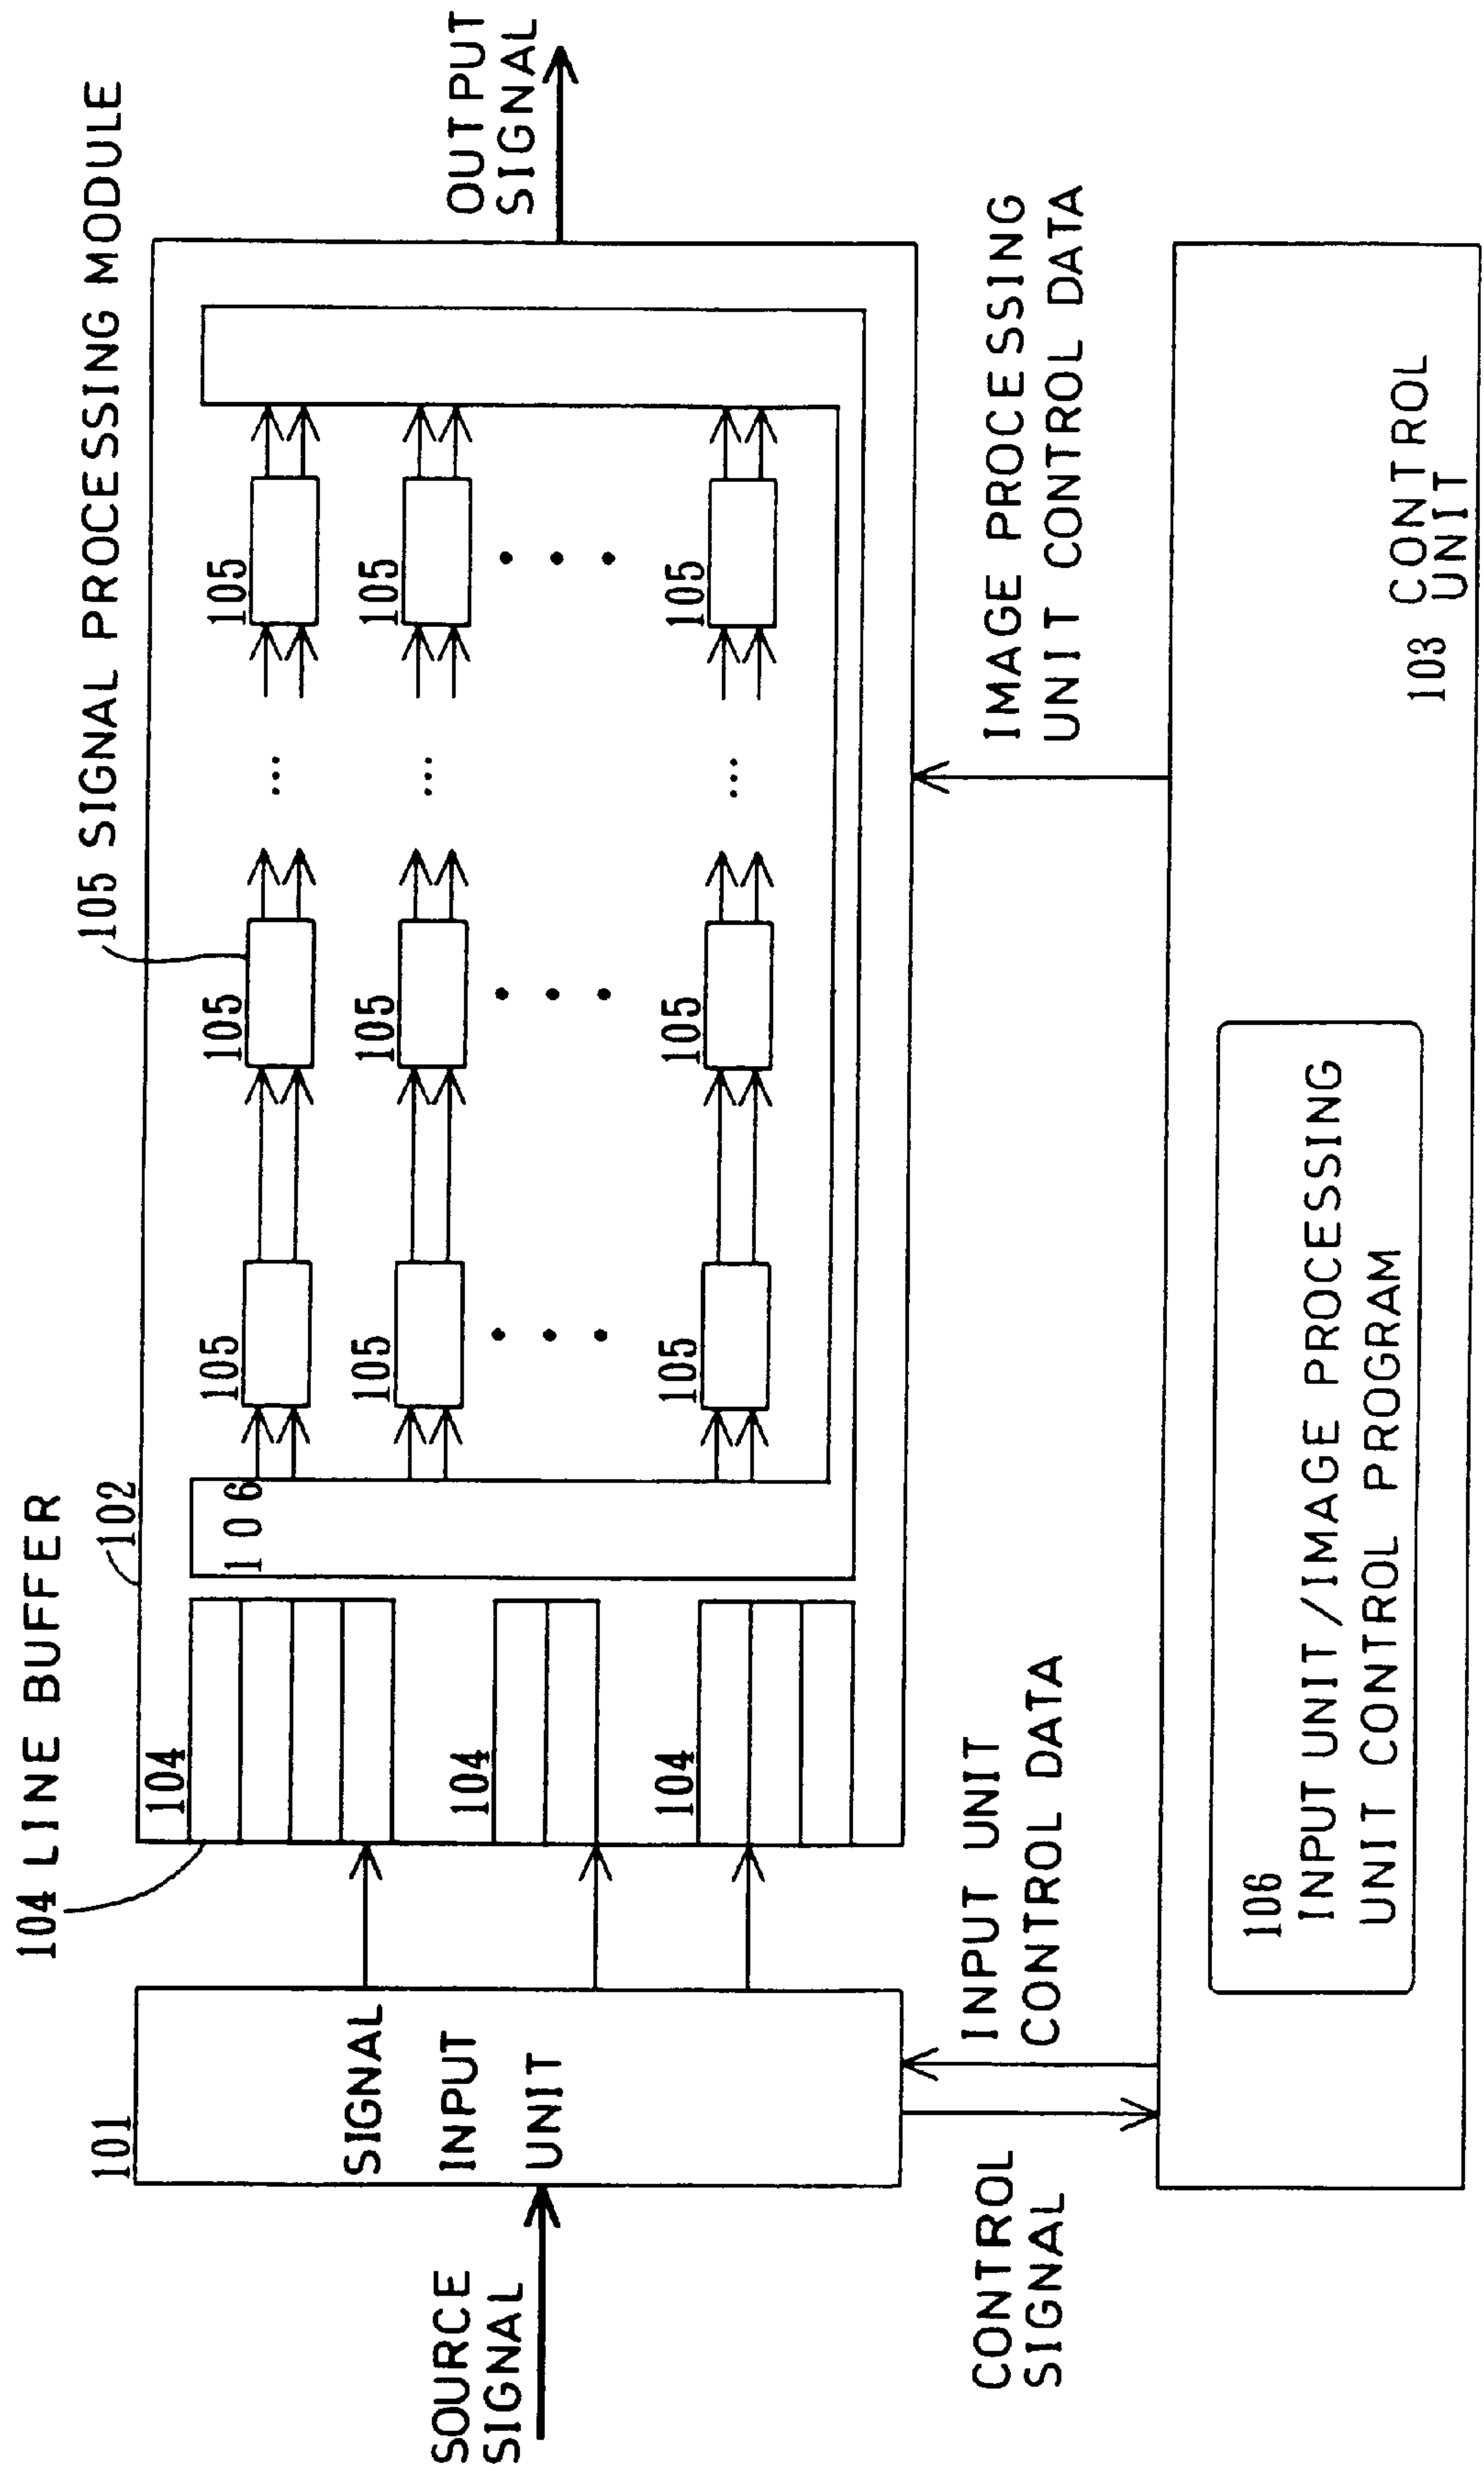 104 LINE BUFFER
102
105 SIGNAL PROCESSING MODULE
101
SIGNAL
INPUT
UNIT
SOURCE
SIGNAL
104
104
104
106
105
105
105
105
105
105
105
105
105
OUTPUT
SIGNAL
CONTROL
SIGNAL
INPUT UNIT
CONTROL DATA
IMAGE PROCESSING
UNIT CONTROL DATA
106
INPUT UNIT/IMAGE PROCESSING
UNIT CONTROL PROGRAM
103 CONTROL
UNIT